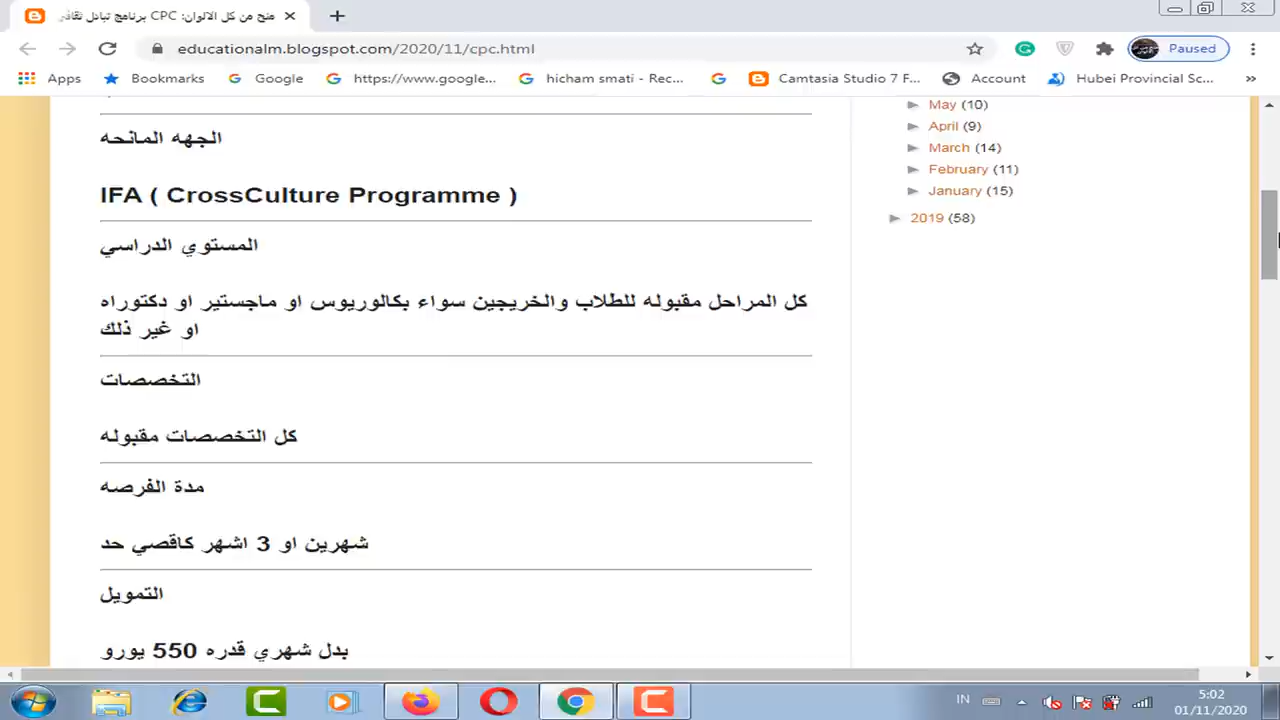 منح من كل الالوان: CPC برنامج تبادل ثقافي
educationalm.blogspot.com/2020/11/cpc.html
Paused
Apps
Bookmarks
Google
https://www.google...
hicham smati - Rec...
Camtasia Studio 7 F...
Account
Hubei Provincial Sc...
»
الجهه المانحه
IFA ( CrossCulture Programme )
المستوي الدراسي
كل المراحل مقبوله للطلاب والخريجين سواء بكالوريوس او ماجستير او دكتوراه
او غير ذلك
التخصصات
كل التخصصات مقبوله
مدة الفرصه
شهرين او 3 اشهر كاقصي حد
التمويل
بدل شهري قدره 550 يورو
► May (10)
► April (9)
► March (14)
► February (11)
► January (15)
► 2019 (58)
IN
5:02
01/11/2020